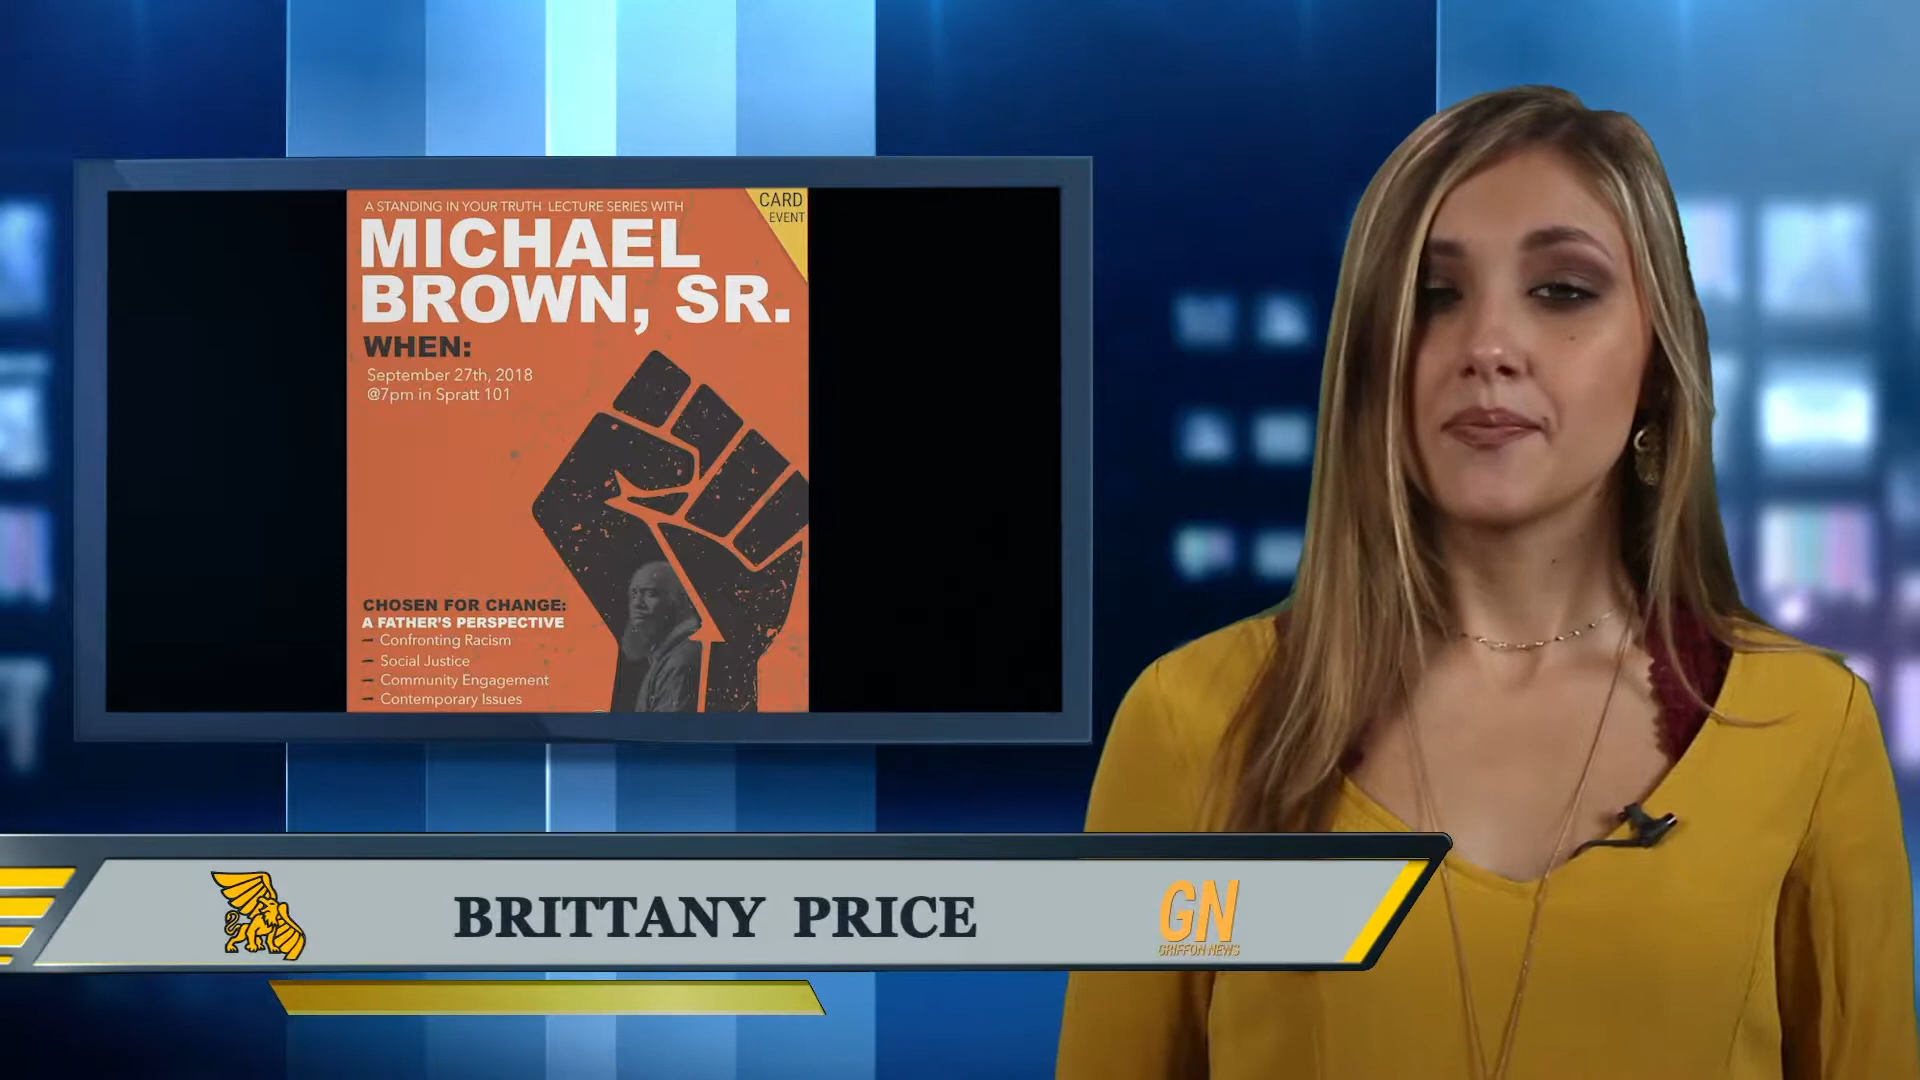 A STANDING IN YOUR TRUTH LECTURE SERIES WITH
MICHAEL
BROWN, SR.
CARD
EVENT
WHEN:
September 27th, 2018
@7pm in Spratt 101
CHOSEN FOR CHANGE:
A FATHER'S PERSPECTIVE
– Confronting Racism
– Social Justice
– Community Engagement
– Contemporary Issues
BRITTANY PRICE
GN
GRIFFON NEWS